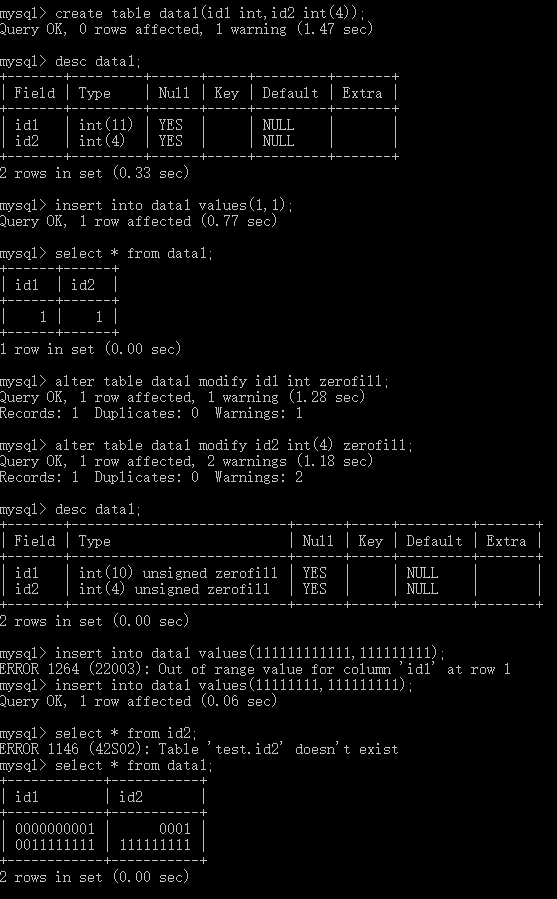 mysql> create table data1(id1 int,id2 int(4));
Query OK, 0 rows affected, 1 warning (1.47 sec)
mysql> desc data1;
+-------+---------+------+-----+---------+-------+
| Field | Type    | Null | Key | Default | Extra |
+-------+---------+------+-----+---------+-------+
| id1   | int(11) | YES  |     | NULL    |       |
| id2   | int(4)  | YES  |     | NULL    |       |
+-------+---------+------+-----+---------+-------+
2 rows in set (0.33 sec)
mysql> insert into data1 values(1,1);
Query OK, 1 row affected (0.77 sec)
mysql> select * from data1;
+------+------+
| id1  | id2  |
+------+------+
|    1 |    1 |
+------+------+
1 row in set (0.00 sec)
mysql> alter table data1 modify id1 int zerofill;
Query OK, 1 row affected, 1 warning (1.28 sec)
Records: 1  Duplicates: 0  Warnings: 1
mysql> alter table data1 modify id2 int(4) zerofill;
Query OK, 1 row affected, 2 warnings (1.18 sec)
Records: 1  Duplicates: 0  Warnings: 2
mysql> desc data1;
+-------+---------------------------+------+-----+---------+-------+
| Field | Type                      | Null | Key | Default | Extra |
+-------+---------------------------+------+-----+---------+-------+
| id1   | int(10) unsigned zerofill | YES  |     | NULL    |       |
| id2   | int(4) unsigned zerofill  | YES  |     | NULL    |       |
+-------+---------------------------+------+-----+---------+-------+
2 rows in set (0.00 sec)
mysql> insert into data1 values(111111111111,111111111);
ERROR 1264 (22003): Out of range value for column 'id1' at row 1
mysql> insert into data1 values(11111111,111111111);
Query OK, 1 row affected (0.06 sec)
mysql> select * from id2;
ERROR 1146 (42S02): Table 'test.id2' doesn't exist
mysql> select * from data1;
+------------+-----------+
| id1        | id2       |
+------------+-----------+
| 0000000001 |      0001 |
| 0011111111 | 111111111 |
+------------+-----------+
2 rows in set (0.00 sec)